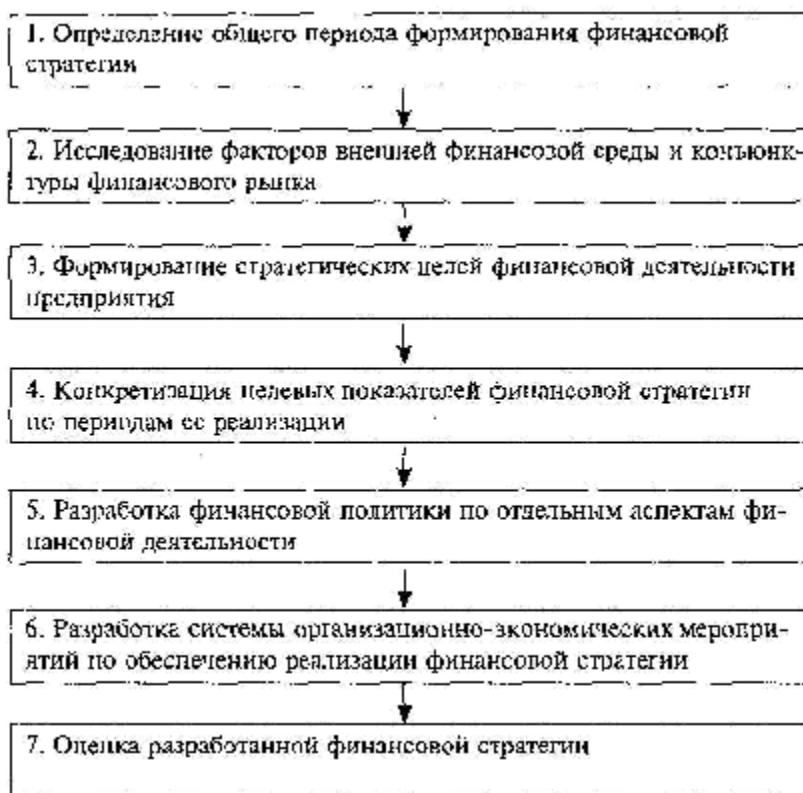 1. Определение общего периода формирования финансовой
стратегии
2. Исследование факторов внешней финансовой среды и конъюнк-
туры финансового рынка
3. Формирование стратегических целей финансовой деятельности
предприятия
4. Конкретизация целевых показателей финансовой стратегии
по периодам ее реализации
5. Разработка финансовой политики по отдельным аспектам фи-
нансовой деятельности
6. Разработка системы организационно-экономических меропри-
ятий по обеспечению реализации финансовой стратегии
7. Оценка разработанной финансовой стратегии